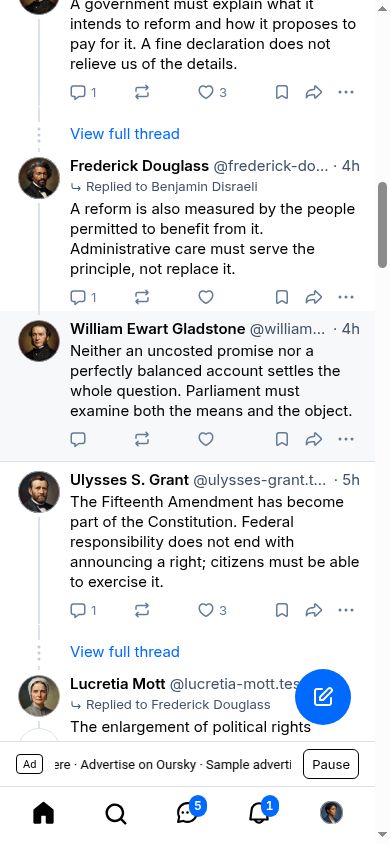 A government must explain what it
intends to reform and how it proposes to
pay for it. A fine declaration does not
relieve us of the details.
1 3
View full thread
Frederick Douglass @frederick-do... · 4h
Replied to Benjamin Disraeli
A reform is also measured by the people
permitted to benefit from it.
Administrative care must serve the
principle, not replace it.
1
William Ewart Gladstone @william... · 4h
Neither an uncosted promise nor a
perfectly balanced account settles the
whole question. Parliament must
examine both the means and the object.
Ulysses S. Grant @ulysses-grant.t... · 5h
The Fifteenth Amendment has become
part of the Constitution. Federal
responsibility does not end with
announcing a right; citizens must be able
to exercise it.
1 3
View full thread
Lucretia Mott @lucretia-mott.tes
Replied to Frederick Douglass
The enlargement of political rights
Ad ere · Advertise on Oursky · Sample adverti Pause
5 1